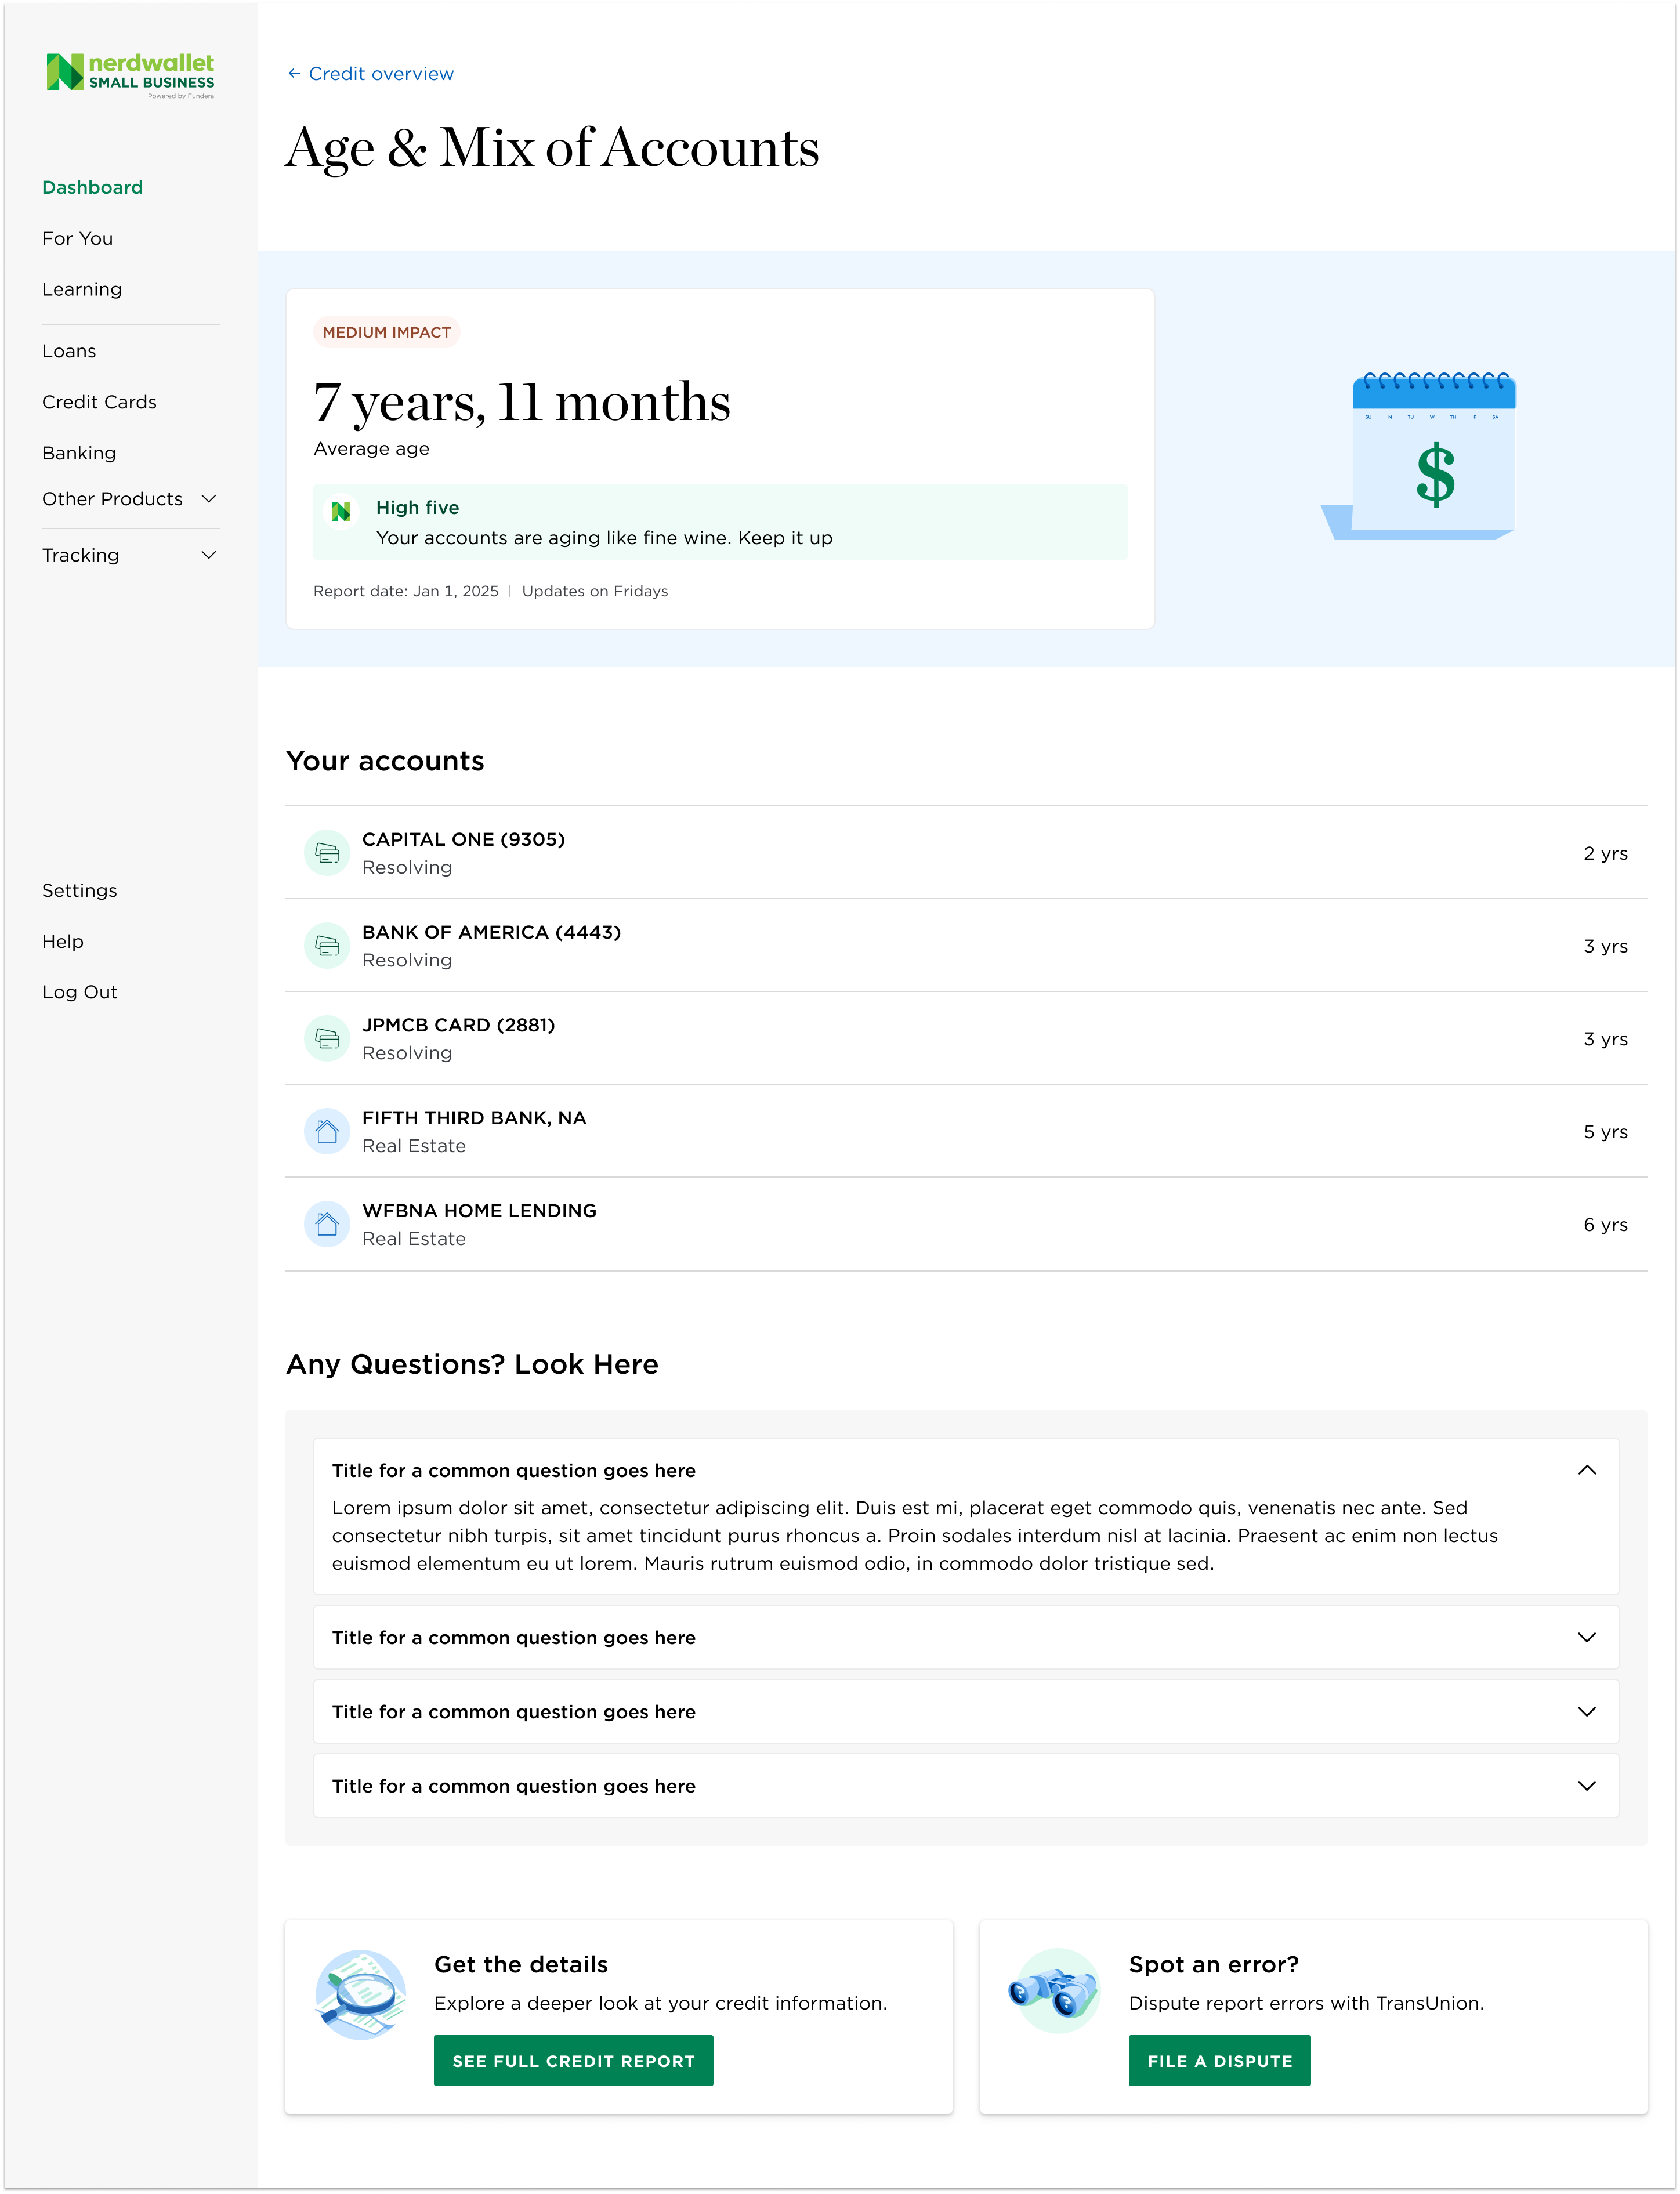 nerdwallet
SMALL BUSINESS
Powered by Fundera
Dashboard
For You
Learning
Loans
Credit Cards
Banking
Other Products
Tracking
Settings
Help
Log Out
← Credit overview
Age & Mix of Accounts
MEDIUM IMPACT
7 years, 11 months
Average age
High five
Your accounts are aging like fine wine. Keep it up
Report date: Jan 1, 2025 | Updates on Fridays
SU M TU W TH F SA
$
Your accounts
CAPITAL ONE (9305)
Resolving
2 yrs
BANK OF AMERICA (4443)
Resolving
3 yrs
JPMCB CARD (2881)
Resolving
3 yrs
FIFTH THIRD BANK, NA
Real Estate
5 yrs
WFBNA HOME LENDING
Real Estate
6 yrs
Any Questions? Look Here
Title for a common question goes here
Lorem ipsum dolor sit amet, consectetur adipiscing elit. Duis est mi, placerat eget commodo quis, venenatis nec ante. Sed
consectetur nibh turpis, sit amet tincidunt purus rhoncus a. Proin sodales interdum nisl at lacinia. Praesent ac enim non lectus
euismod elementum eu ut lorem. Mauris rutrum euismod odio, in commodo dolor tristique sed.
Title for a common question goes here
Title for a common question goes here
Title for a common question goes here
Get the details
Explore a deeper look at your credit information.
SEE FULL CREDIT REPORT
Spot an error?
Dispute report errors with TransUnion.
FILE A DISPUTE